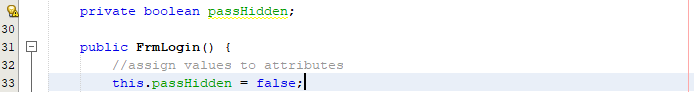 private boolean passHidden;
30
31 public FrmLogin() {
32 //assign values to attributes
33 this.passHidden = false;